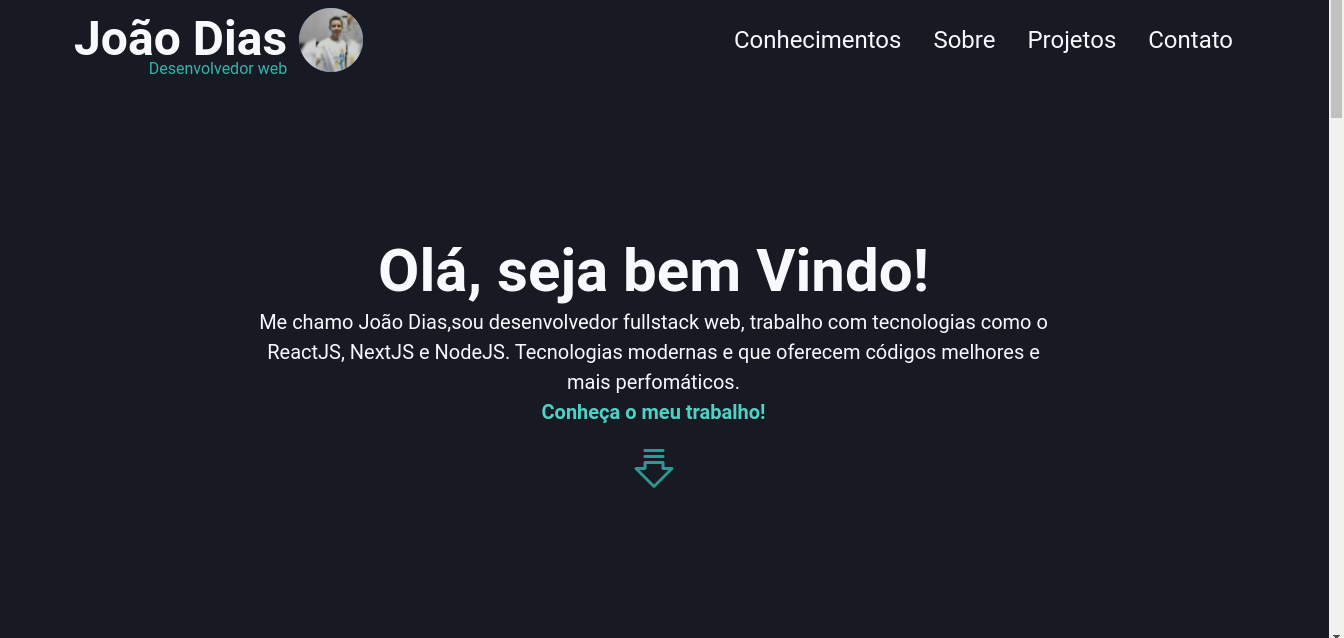 João Dias
Desenvolvedor web
Conhecimentos Sobre Projetos Contato
Olá, seja bem Vindo!
Me chamo João Dias,sou desenvolvedor fullstack web, trabalho com tecnologias como o
ReactJS, NextJS e NodeJS. Tecnologias modernas e que oferecem códigos melhores e
mais perfomáticos.
Conheça o meu trabalho!